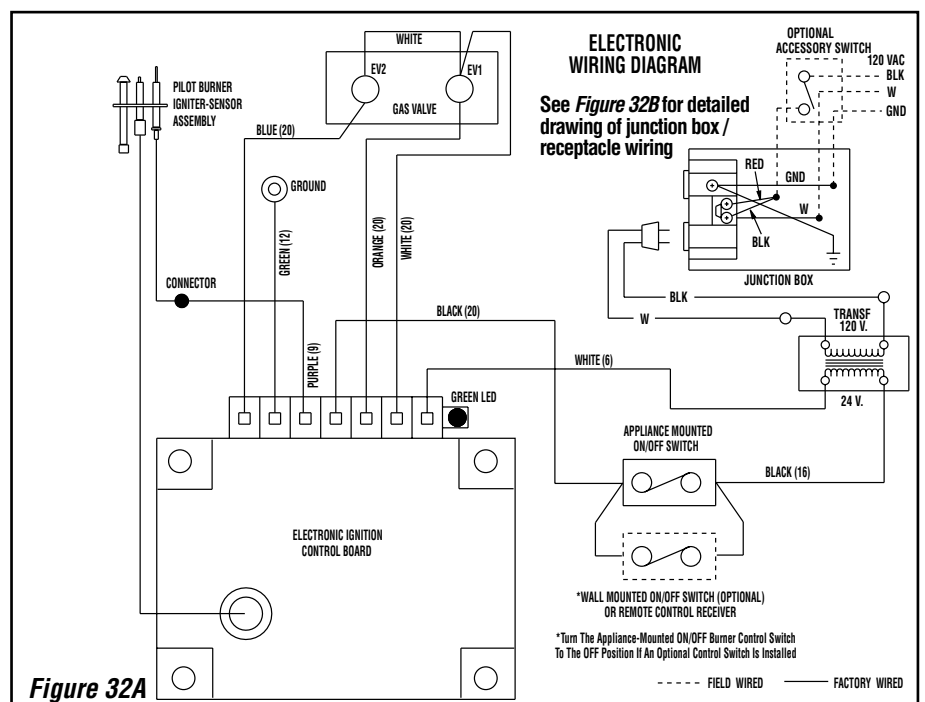 ELECTRONIC
WIRING DIAGRAM
See Figure 32B for detailed
drawing of junction box /
receptacle wiring
OPTIONAL
ACCESSORY SWITCH
120 VAC
BLK
W
GND
WHITE
EV2
EV1
GAS VALVE
PILOT BURNER
IGNITER-SENSOR
ASSEMBLY
BLUE (20)
GROUND
GREEN (12)
ORANGE (20)
WHITE (20)
RED
GND
W
BLK
JUNCTION BOX
CONNECTOR
PURPLE (9)
BLACK (20)
BLK
W
TRANSF
120 V.
24 V.
WHITE (6)
GREEN LED
APPLIANCE MOUNTED
ON/OFF SWITCH
BLACK (16)
ELECTRONIC IGNITION
CONTROL BOARD
*WALL MOUNTED ON/OFF SWITCH (OPTIONAL)
OR REMOTE CONTROL RECEIVER
*Turn The Appliance-Mounted ON/OFF Burner Control Switch
To The OFF Position If An Optional Control Switch Is Installed
Figure 32A
FIELD WIRED
FACTORY WIRED